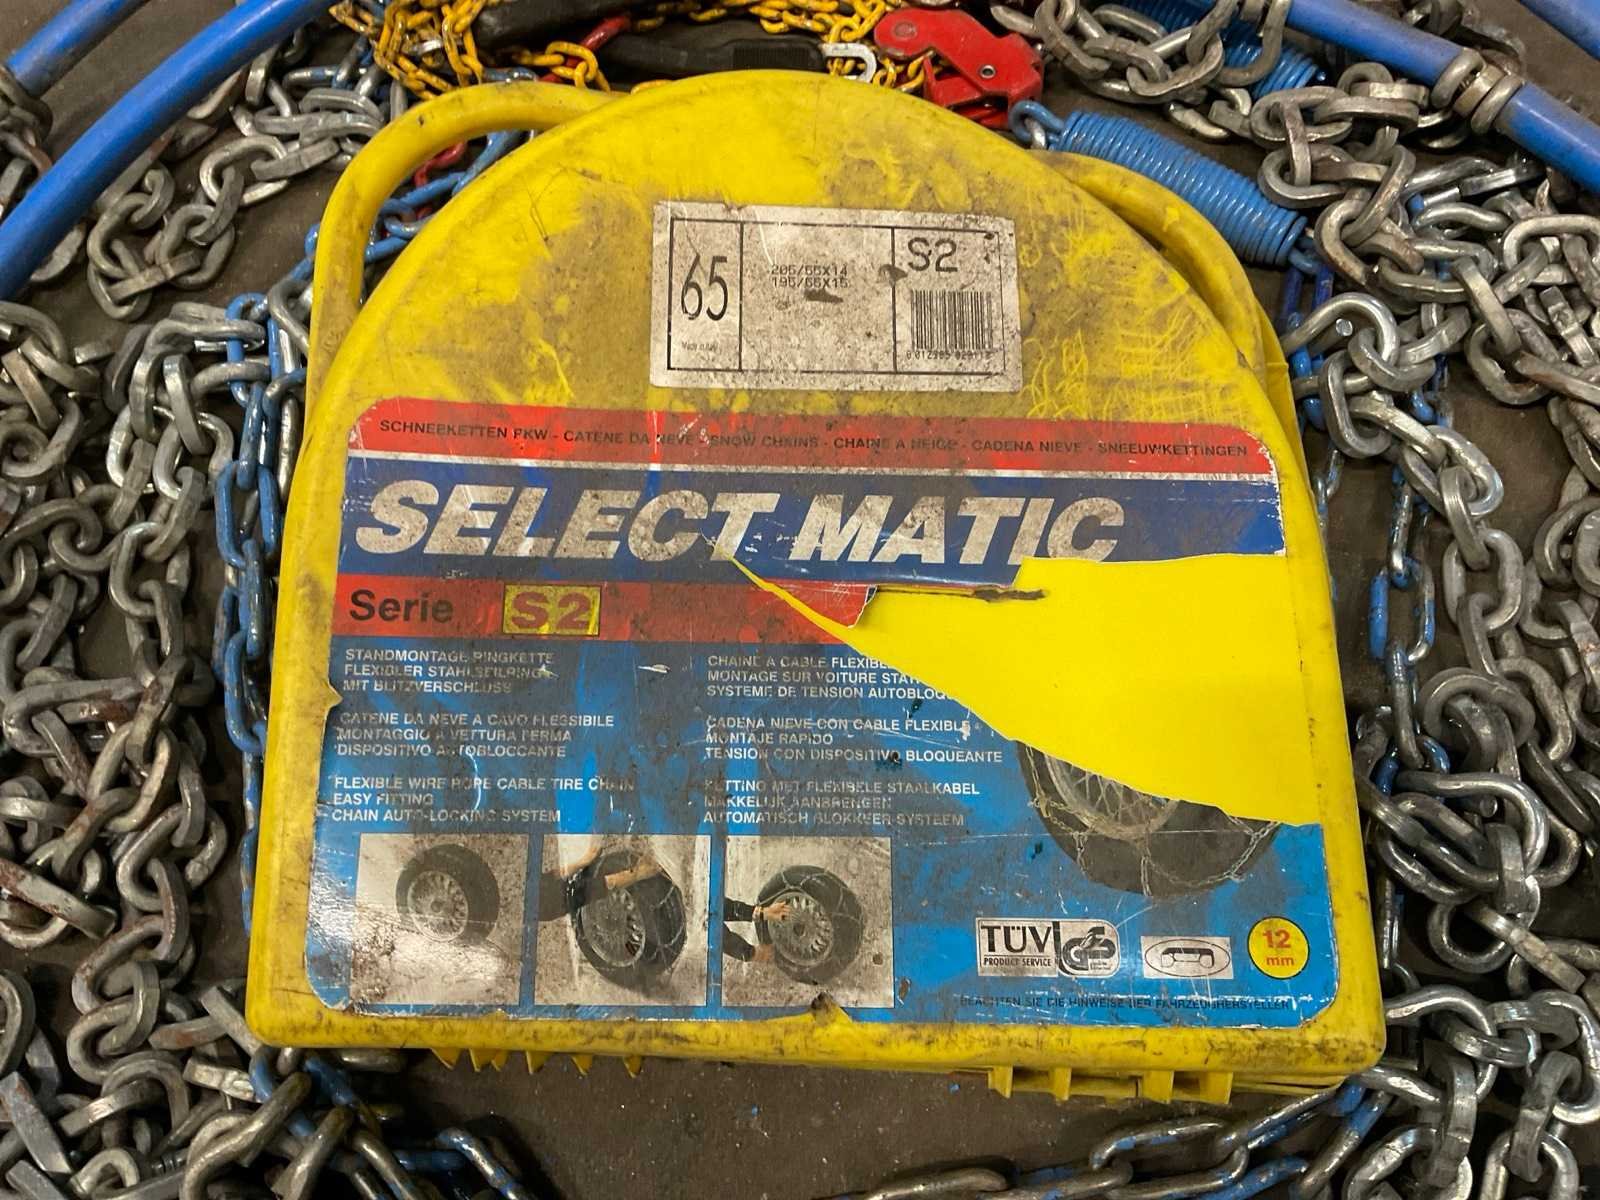 65
Made in Italy
205/55X14
195/55X15
S2
SCHNEEKETTEN PKW - CATENE DA NEVE - SNOW CHAINS - CHAINE A NEIGE - CADENA NIEVE - SNEEUWKETTINGEN
SELECT MATIC
Serie S2
STANDMONTAGE-RINGKETTE
FLEXIBLER STAHLSEILRING
MIT BLITZVERSCHLUSS
CATENE DA NEVE A CAVO FLESSIBILE
MONTAGGIO A VETTURA FERMA
DISPOSITIVO AUTOBLOCCANTE
FLEXIBLE WIRE ROPE CABLE TIRE CHAIN
EASY FITTING
CHAIN AUTO-LOCKING SYSTEM
CHAINE A CABLE FLEXIBLE
MONTAGE SUR VOITURE
SYSTEME DE TENSION
CADENA NIEVE CON CABLE FLEXIBLE
MONTAJE RAPIDO
TENSION CON DISPOSITIVO BLOQUEANTE
KETTING MET FLEXIBELE STAALKABEL
MAKKELIJK AANBRENGEN
AUTOMATISCH BLOKKEER SYSTEEM
TÜV
PRODUCT SERVICE
GS
12
mm
BEACHTEN SIE DIE HINWEISE DER FAHRZEUGHERSTELLER